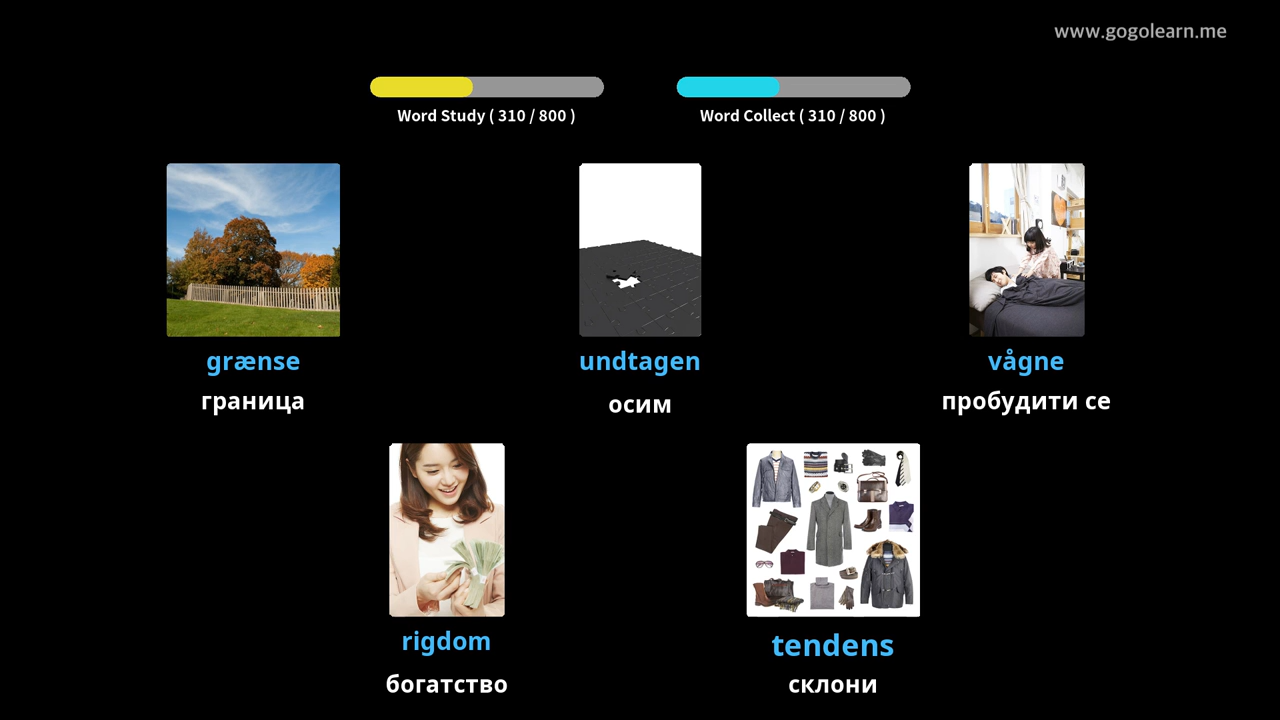 www.gogolearn.me
Word Study ( 310 / 800 )
Word Collect ( 310 / 800 )
grænse
undtagen
vågne
граница
осим
пробудити се
rigdom
tendens
богатство
склони